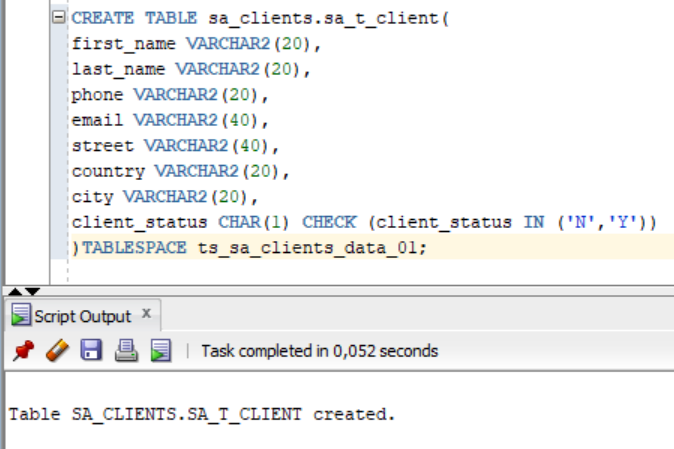 CREATE TABLE sa_clients.sa_t_client(
first_name VARCHAR2(20),
last_name VARCHAR2(20),
phone VARCHAR2(20),
email VARCHAR2(40),
street VARCHAR2(40),
country VARCHAR2(20),
city VARCHAR2(20),
client_status CHAR(1) CHECK (client_status IN ('N','Y'))
)TABLESPACE ts_sa_clients_data_01;
Script Output x
Task completed in 0,052 seconds
Table SA_CLIENTS.SA_T_CLIENT created.